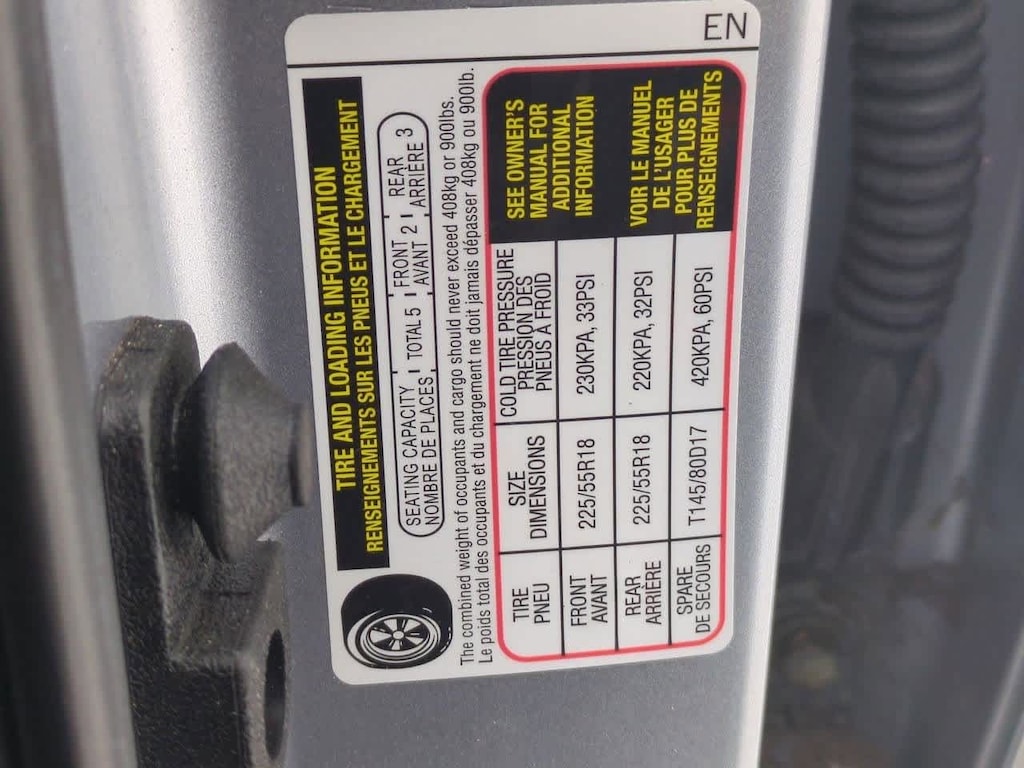 EN
TIRE AND LOADING INFORMATION
RENSEIGNEMENTS SUR LES PNEUS ET LE CHARGEMENT
SEATING CAPACITY TOTAL 5 FRONT 2 REAR 3
NOMBRE DE PLACES AVANT ARRIÈRE
The combined weight of occupants and cargo should never exceed 408kg or 900lbs.
Le poids total des occupants et du chargement ne doit jamais dépasser 408kg ou 900lb.
TIRE
PNEU
SIZE
DIMENSIONS
COLD TIRE PRESSURE
PRESSION DES
PNEUS À FROID
SEE OWNER'S
MANUAL FOR
ADDITIONAL
INFORMATION
VOIR LE MANUEL
DE L'USAGER
POUR PLUS DE
RENSEIGNEMENTS
FRONT
AVANT
225/55R18
230KPA, 33PSI
REAR
ARRIÈRE
225/55R18
220KPA, 32PSI
SPARE
DE SECOURS
T145/80D17
420KPA, 60PSI